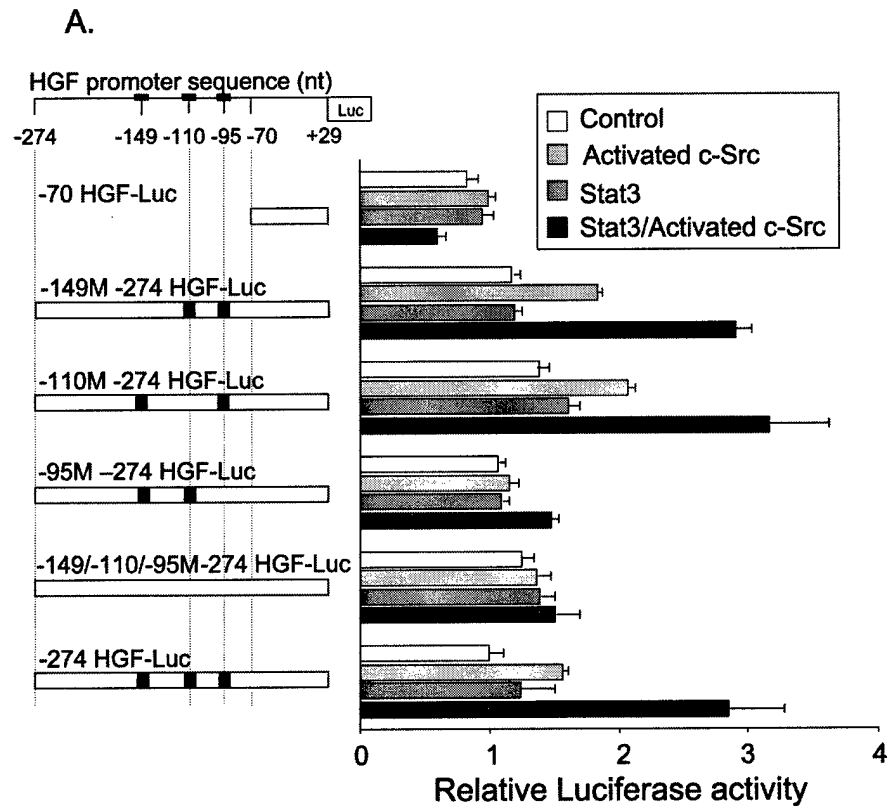 A.
HGF promoter sequence (nt)
Luc
-274 -149 -110 -95 -70 +29
Control
Activated c-Src
Stat3
Stat3/Activated c-Src
-70 HGF-Luc
-149M -274 HGF-Luc
-110M -274 HGF-Luc
-95M –274 HGF-Luc
-149/-110/-95M-274 HGF-Luc
-274 HGF-Luc
0 1 2 3 4
Relative Luciferase activity